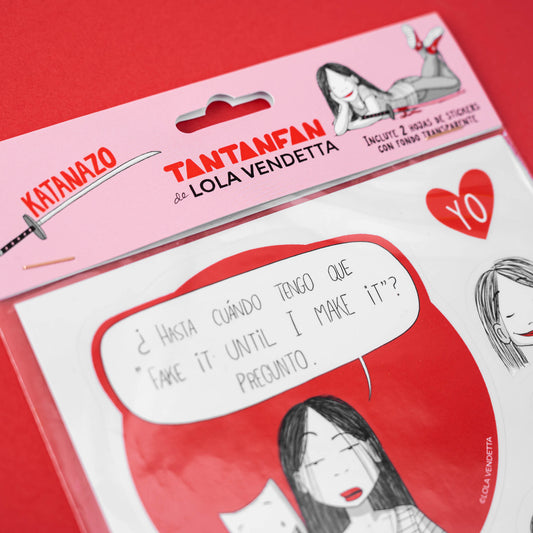 KATANAZO
TANTANFAN
de LOLA VENDETTA
INCLUYE 2 HOJAS DE STICKERS
CON FONDO TRANSPARENTE
YO
¿ HASTA CUÁNDO TENGO QUE
"FAKE IT UNTIL I MAKE IT"?
PREGUNTO.
©LOLA VENDETTA